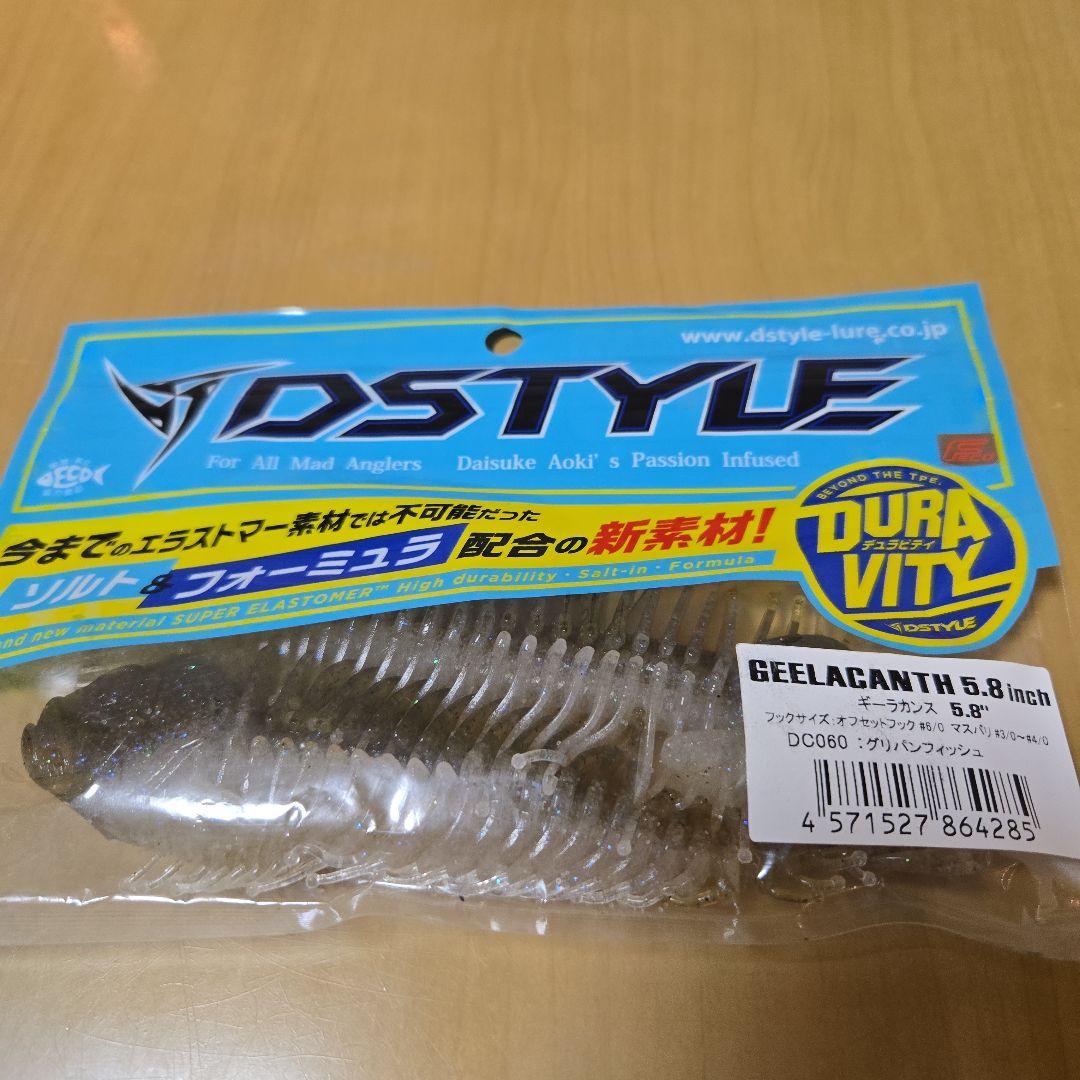 www.dstyle-lure.co.jp
DSTYLE
For All Mad Anglers Daisuke Aoki's Passion Infused
ECO
BEYOND THE TPE.
DURA
デュラビティ
VITY
DSTYLE
今までのエラストマー素材では不可能だった
ソルト&フォーミュラ 配合の新素材!
and new material SUPER ELASTOMER™ High durability・Salt-in・Formula
GEELACANTH 5.8inch
ギーラカンス 5.8"
フックサイズ:オフセットフック #6/0 マスバリ #3/0~#4/0
DC060 :グリパンフィッシュ
4 571527 864285